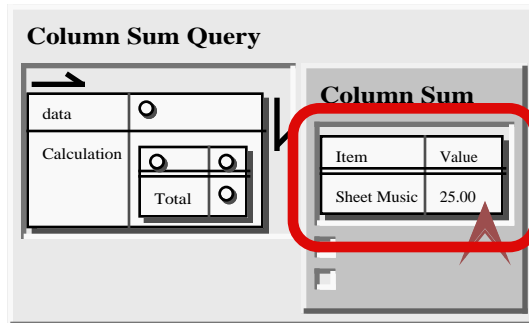 Column Sum Query
data
Calculation
Total
Column Sum
Item Value
Sheet Music 25.00